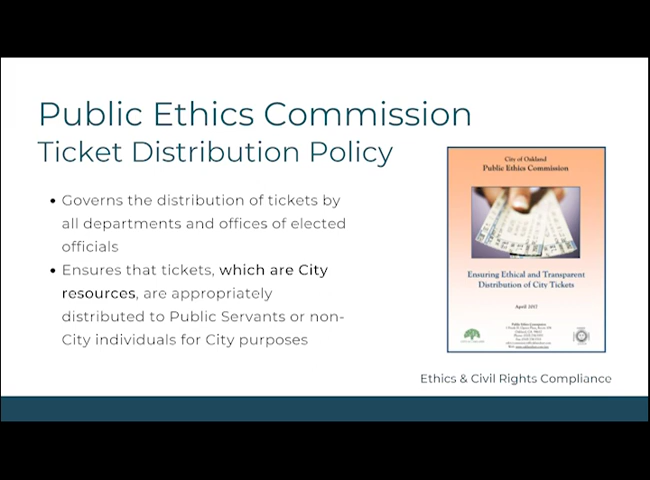 Public Ethics Commission
Ticket Distribution Policy
• Governs the distribution of tickets by
all departments and offices of elected
officials
• Ensures that tickets, which are City
resources, are appropriately
distributed to Public Servants or non-
City individuals for City purposes
City of Oakland
Public Ethics Commission
Ensuring Ethical and Transparent
Distribution of City Tickets
April 2017
Public Ethics Commission
Ethics & Civil Rights Compliance